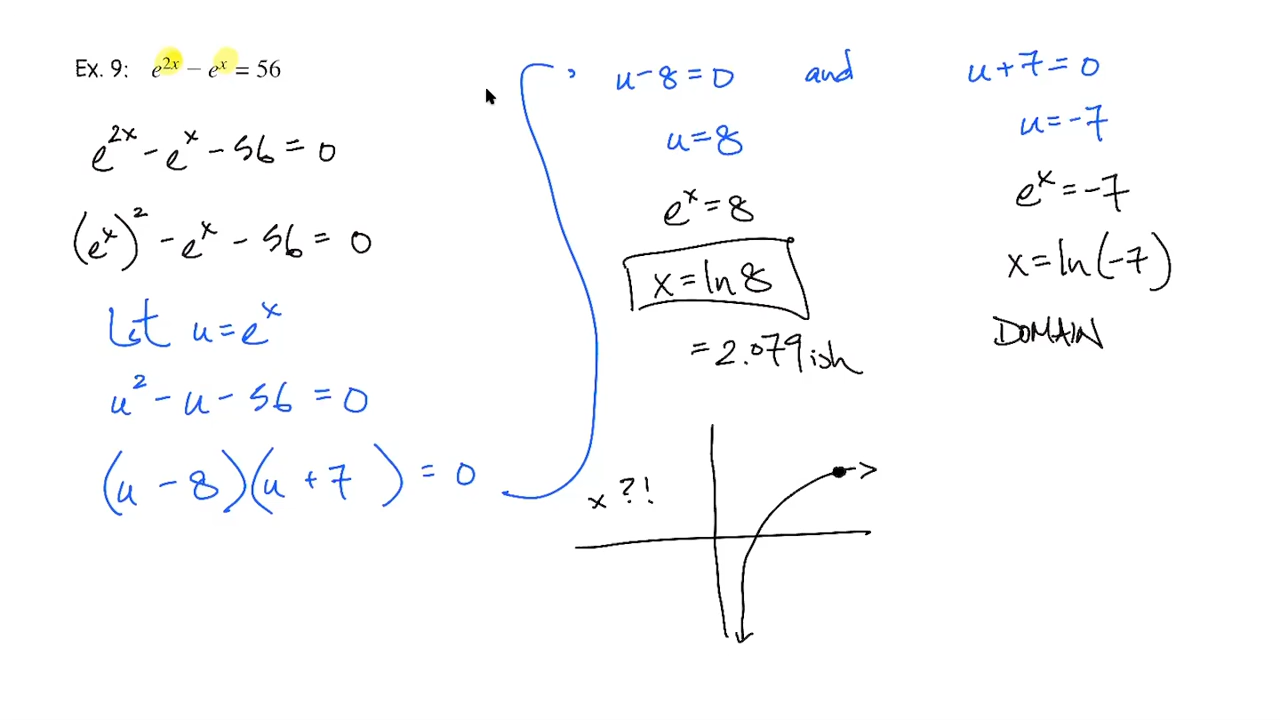 Ex. 9: e^{2x} − e^x = 56
e^{2x} − e^x − 56 = 0
(e^x)^2 − e^x − 56 = 0
Let u = e^x
u^2 − u − 56 = 0
(u − 8)(u + 7) = 0
u − 8 = 0 and u + 7 = 0
u = 8
u = −7
e^x = 8
e^x = −7
x = ln 8
x = ln(−7)
= 2.079ish
DOMAIN
x ?!